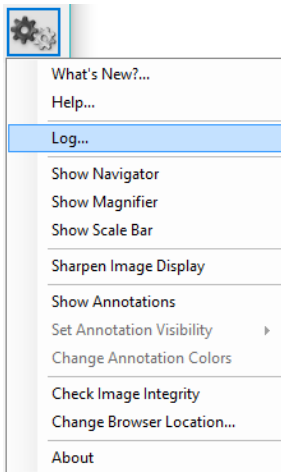 What's New?...
Help...
Log...
Show Navigator
Show Magnifier
Show Scale Bar
Sharpen Image Display
Show Annotations
Set Annotation Visibility
Change Annotation Colors
Check Image Integrity
Change Browser Location...
About